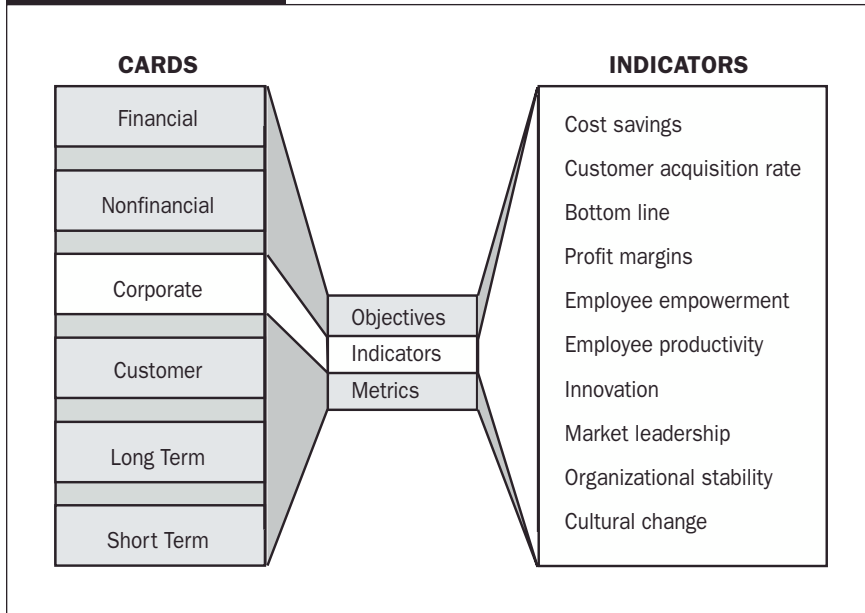 CARDS
Financial
Nonfinancial
Corporate
Customer
Long Term
Short Term
Objectives
Indicators
Metrics
INDICATORS
Cost savings
Customer acquisition rate
Bottom line
Profit margins
Employee empowerment
Employee productivity
Innovation
Market leadership
Organizational stability
Cultural change